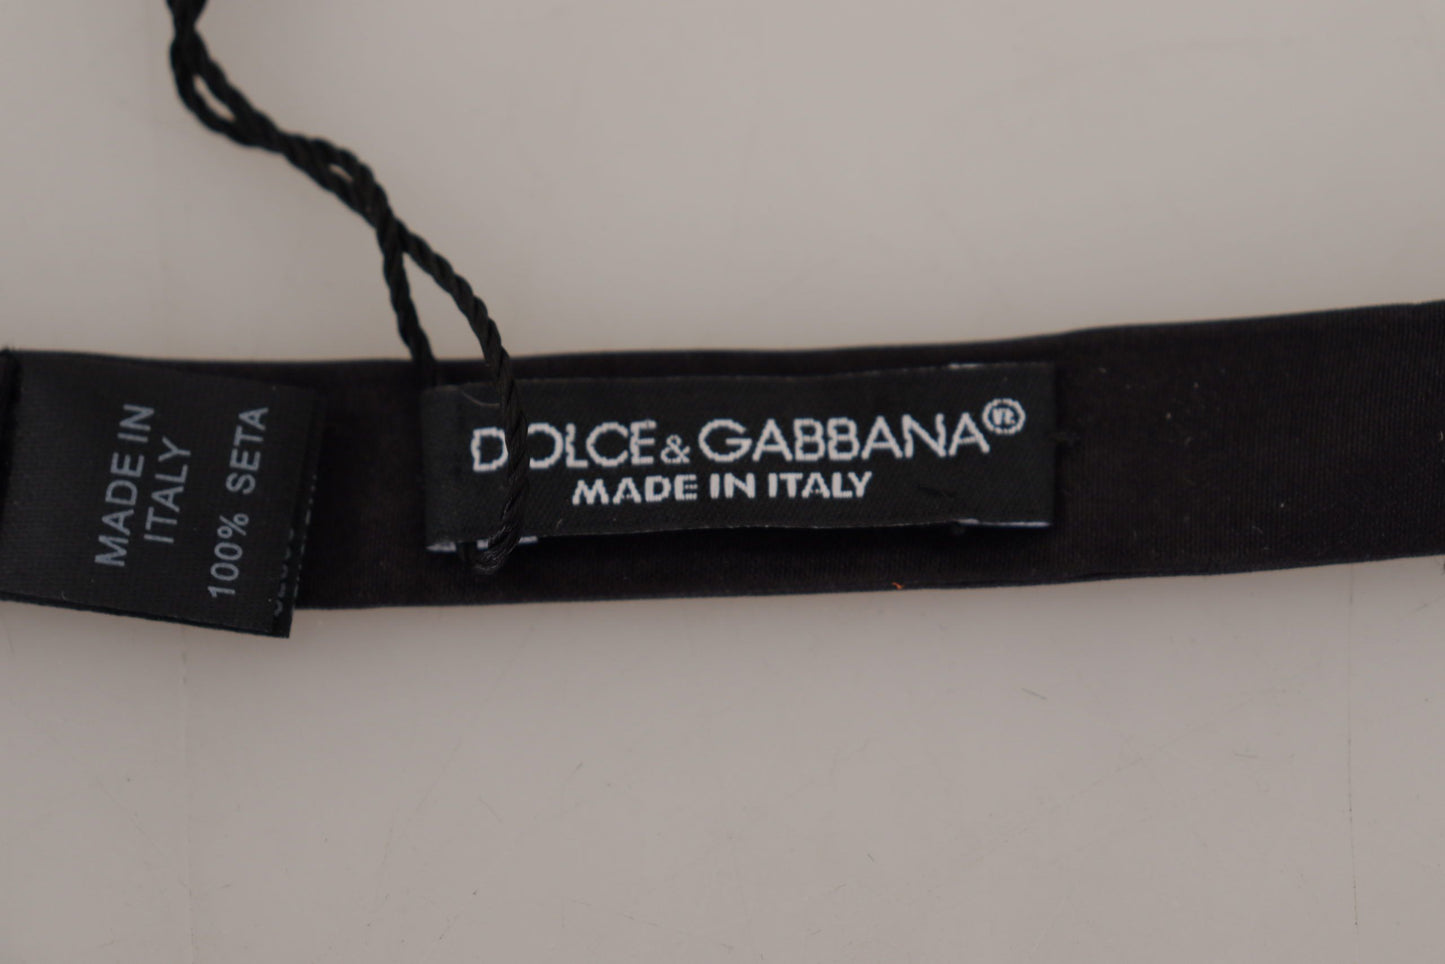 MADE IN
ITALY
100% SETA
DOLCE & GABBANA®
MADE IN ITALY